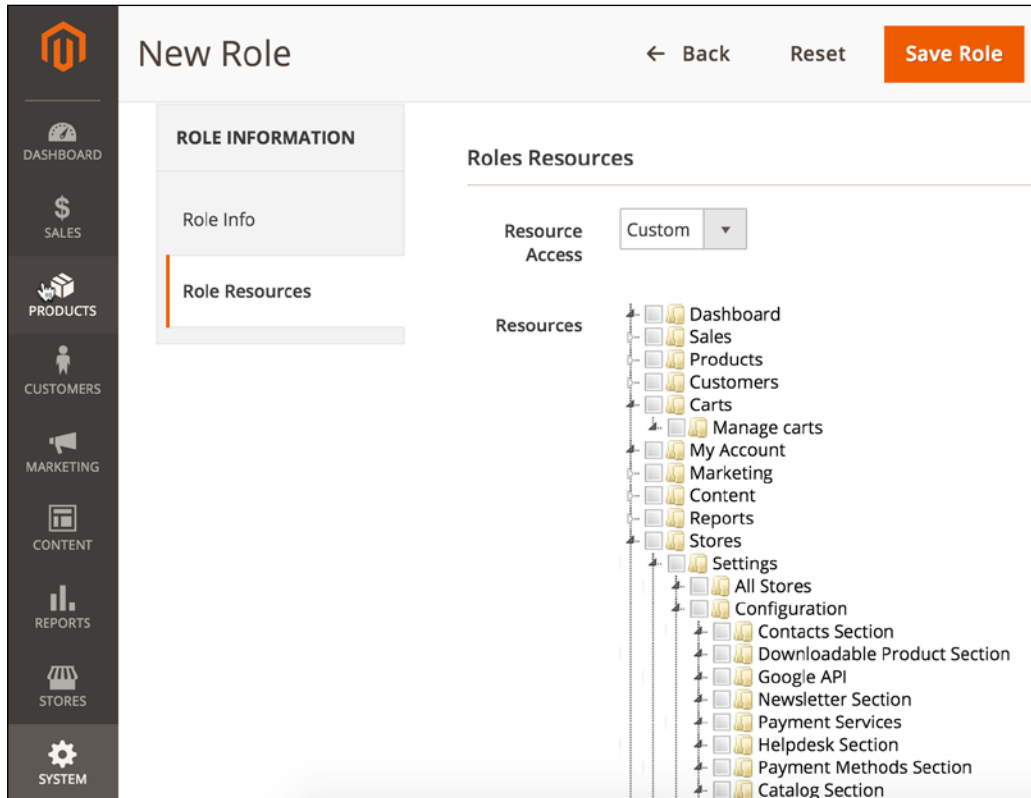 New Role
← Back
Reset
Save Role
DASHBOARD
SALES
PRODUCTS
CUSTOMERS
MARKETING
CONTENT
REPORTS
STORES
SYSTEM
ROLE INFORMATION
Role Info
Role Resources
Roles Resources
Resource
Access
Custom
Resources
Dashboard
Sales
Products
Customers
Carts
Manage carts
My Account
Marketing
Content
Reports
Stores
Settings
All Stores
Configuration
Contacts Section
Downloadable Product Section
Google API
Newsletter Section
Payment Services
Helpdesk Section
Payment Methods Section
Catalog Section